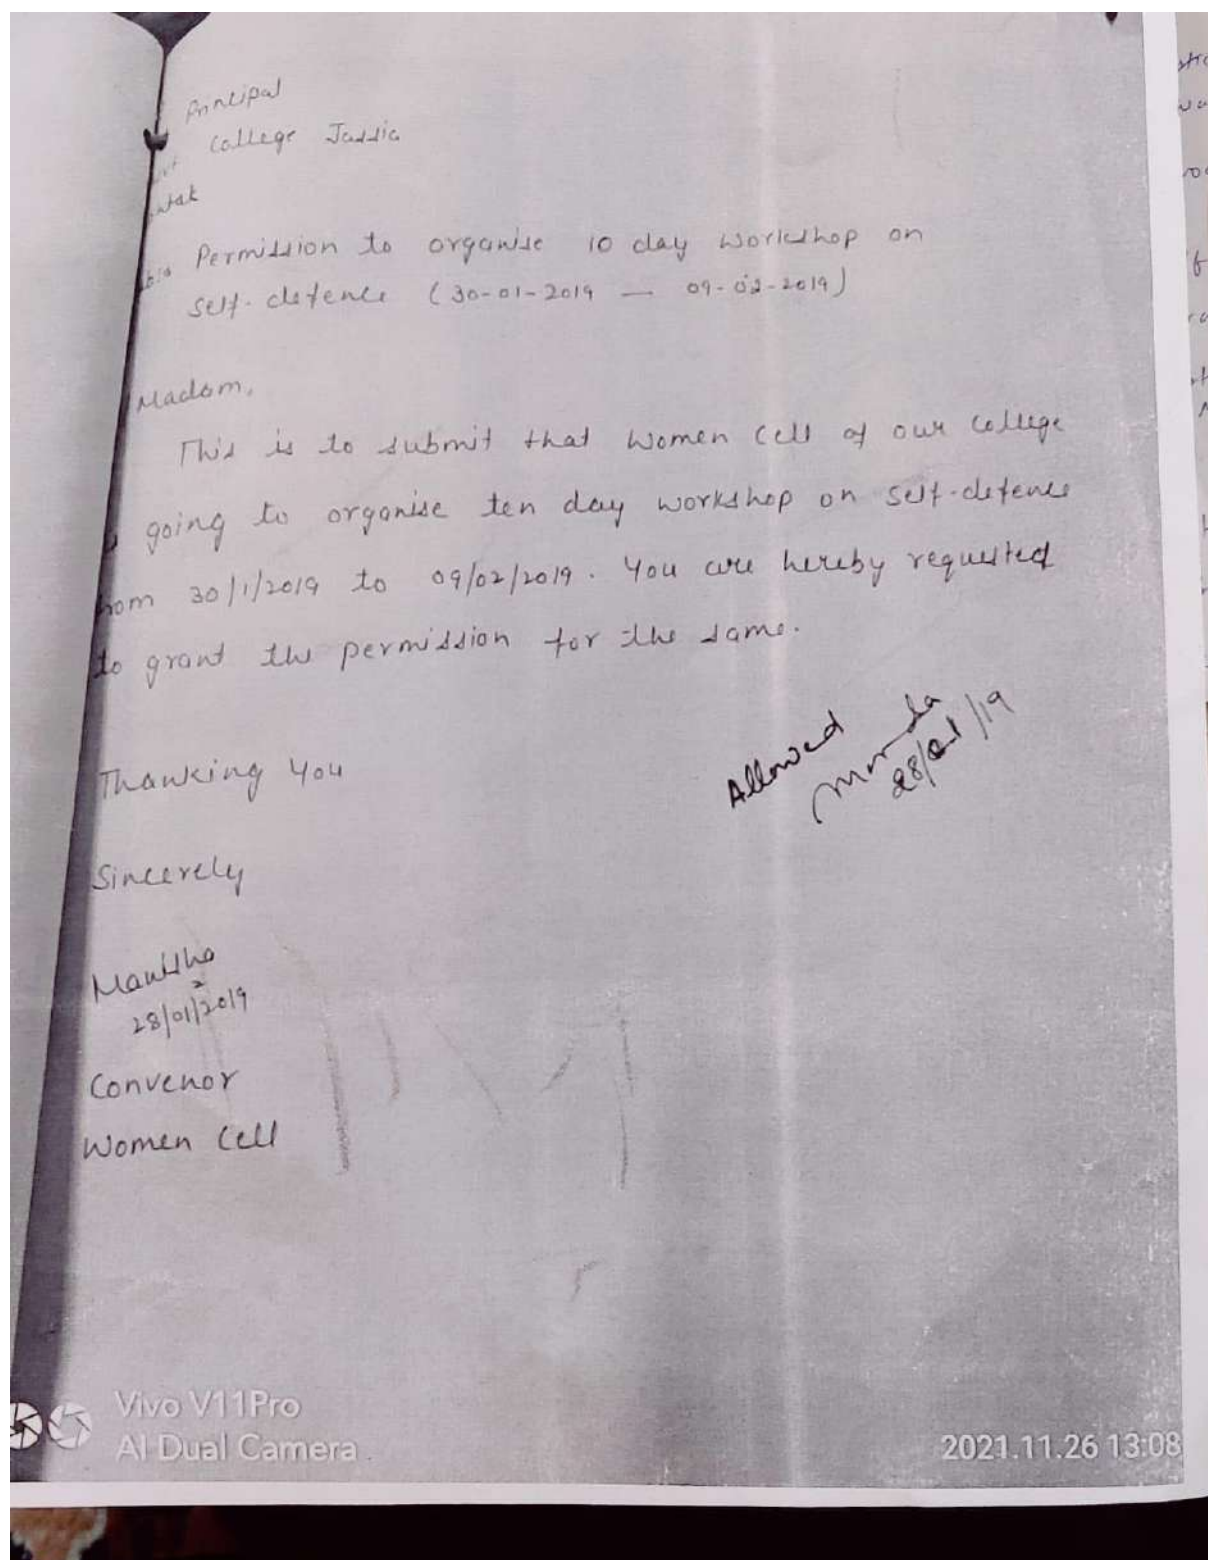 Principal
College Jassia
Permission to organise 10 day workshop on
self-defence (30-01-2019 — 09-02-2019)
Madam,
This is to submit that Women Cell of our college
going to organise ten day workshop on self-defence
from 30/1/2019 to 09/02/2019. You are hereby requested
to grant the permission for the same.
Allowed
28/01/19
Thanking You
Sincerely
Manisha
28/01/2019
Convenor
Women Cell
Vivo V11Pro
AI Dual Camera
2021.11.26 13:08